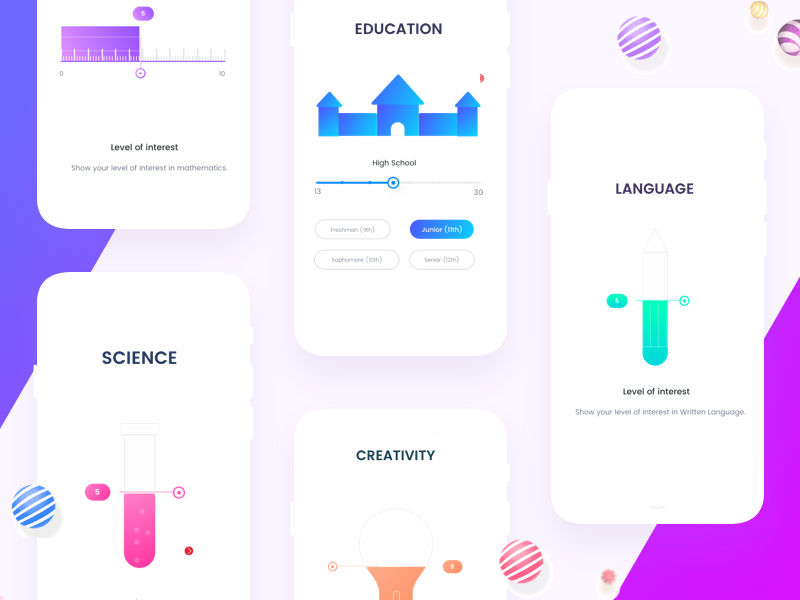 5
0 10
Level of interest
Show your level of interest in mathematics.
SCIENCE
5
EDUCATION
High School
13 30
Freshman (9th) Junior (11th)
Sophomore (10th) Senior (12th)
CREATIVITY
5
LANGUAGE
5
Level of interest
Show your level of interest in Written Language.